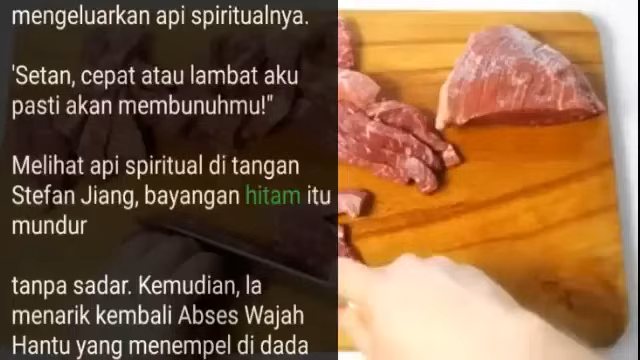 mengeluarkan api spiritualnya.
'Setan, cepat atau lambat aku
pasti akan membunuhmu!"
Melihat api spiritual di tangan
Stefan Jiang, bayangan hitam itu
mundur
tanpa sadar. Kemudian, Ia
menarik kembali Abses Wajah
Hantu yang menempel di dada